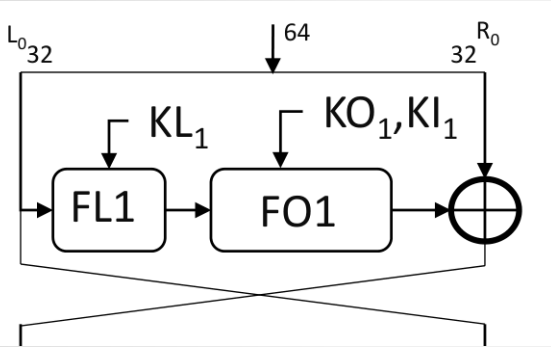 L₀ 32
64
32 R₀
KL₁
KO₁,KI₁
FL1
FO1